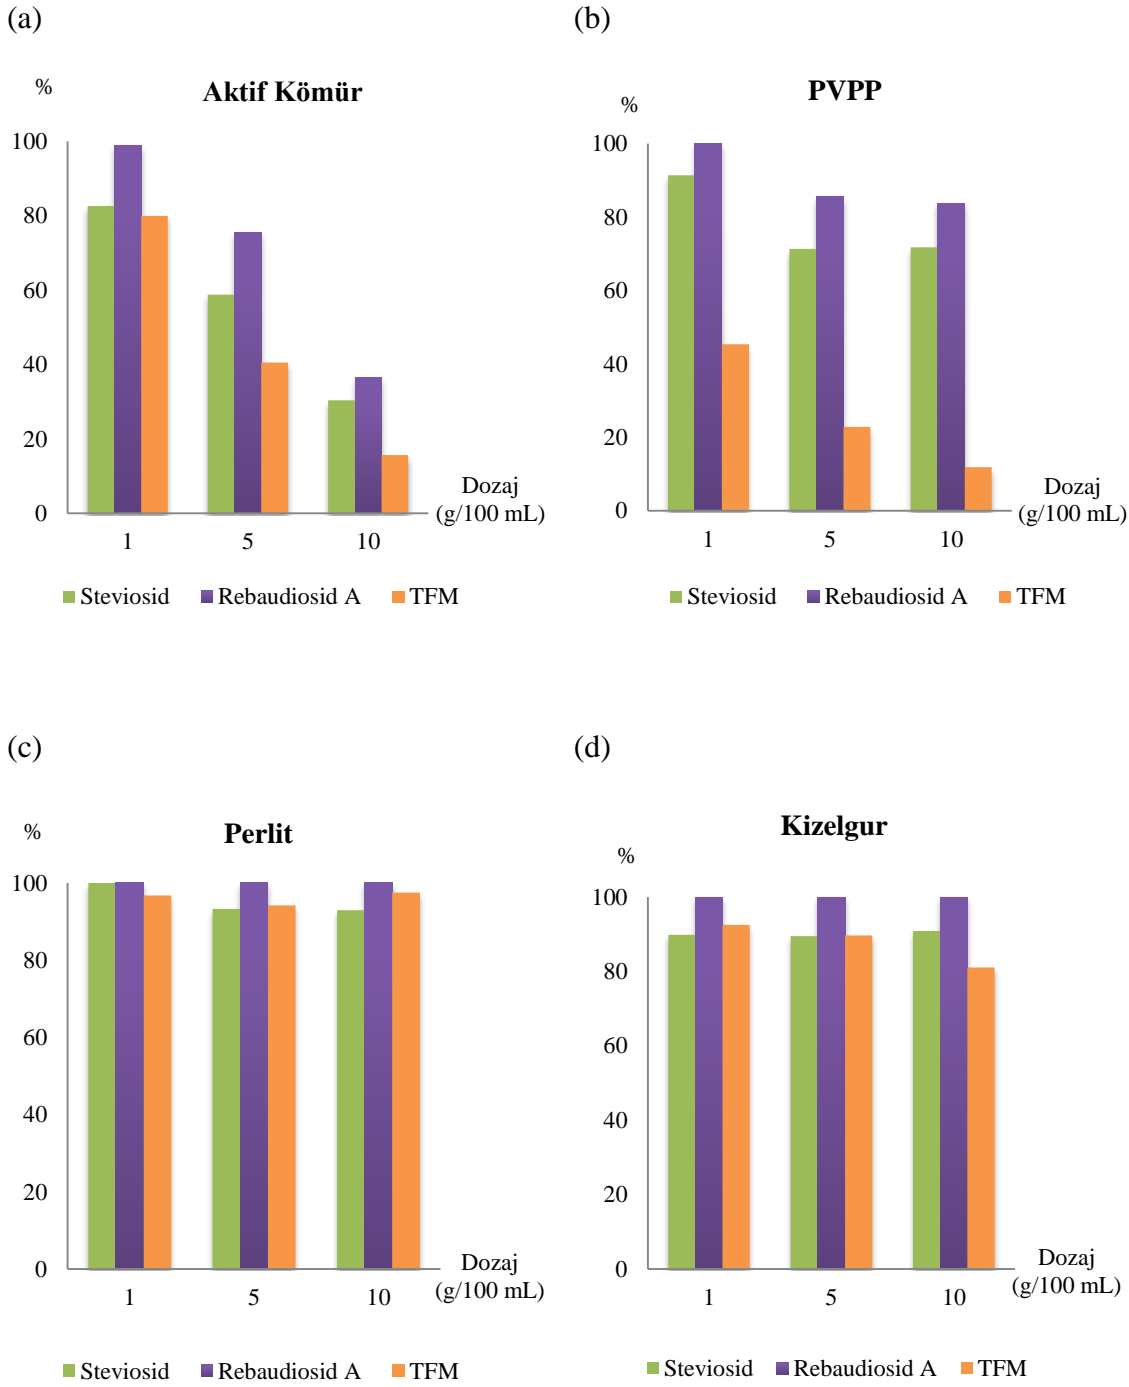 (a)
Aktif Kömür
%
100
80
60
40
20
0
1 5 10
Dozaj
(g/100 mL)
Steviosid Rebaudiosid A TFM
(b)
PVPP
%
100
80
60
40
20
0
1 5 10
Dozaj
(g/100 mL)
Steviosid Rebaudiosid A TFM
(c)
Perlit
%
100
80
60
40
20
0
1 5 10
Dozaj
(g/100 mL)
Steviosid Rebaudiosid A TFM
(d)
Kizelgur
%
100
80
60
40
20
0
1 5 10
Dozaj
(g/100 mL)
Steviosid Rebaudiosid A TFM